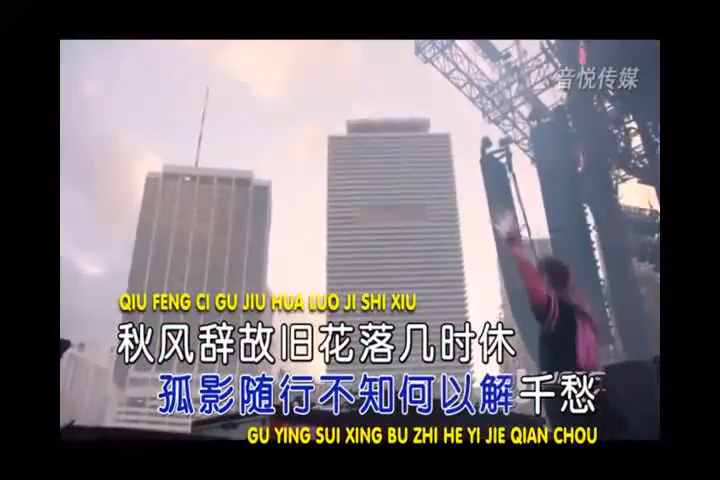 音悦传媒
QIU FENG CI GU JIU HUA LUO JI SHI XIU
秋风辞故旧花落几时休
孤影随行不知何以解千愁
GU YING SUI XING BU ZHI HE YI JIE QIAN CHOU